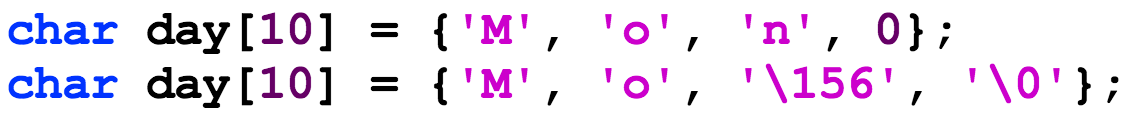 char day[10] = {'M', 'o', 'n', 0};
char day[10] = {'M', 'o', '\156', '\0'};